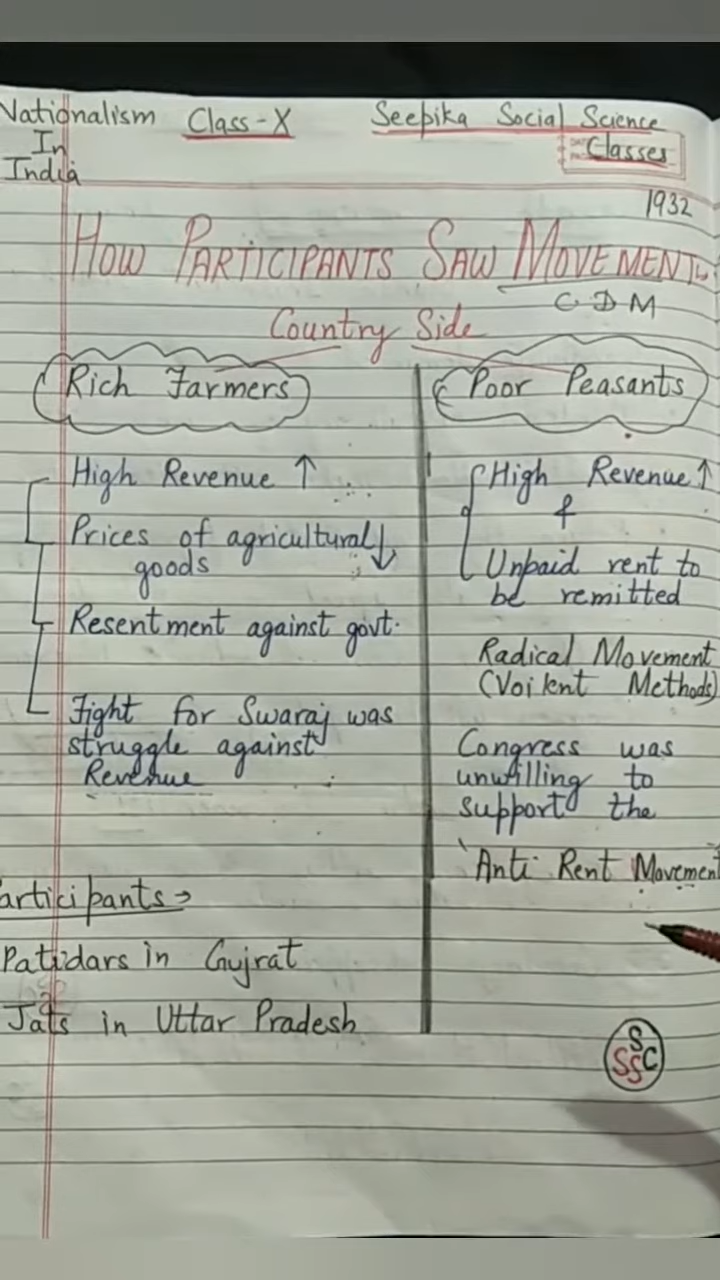 Nationalism In India
Class-X
Seepika Social Science Classes
1932
HOW PARTICIPANTS SAW MOVEMENT
C D M
Country Side
Rich Farmers
High Revenue ↑
Prices of agricultural ↓
goods
Resentment against govt.
Fight for Swaraj was
struggle against
Revenue
Participants →
Patidars in Gujrat
Jats in Uttar Pradesh
Poor Peasants
High Revenue ↑
&
Unpaid rent to
be remitted
Radical Movement
(Voilent Methods)
Congress was
unwilling to
support the
'Anti Rent Movement
SSSC